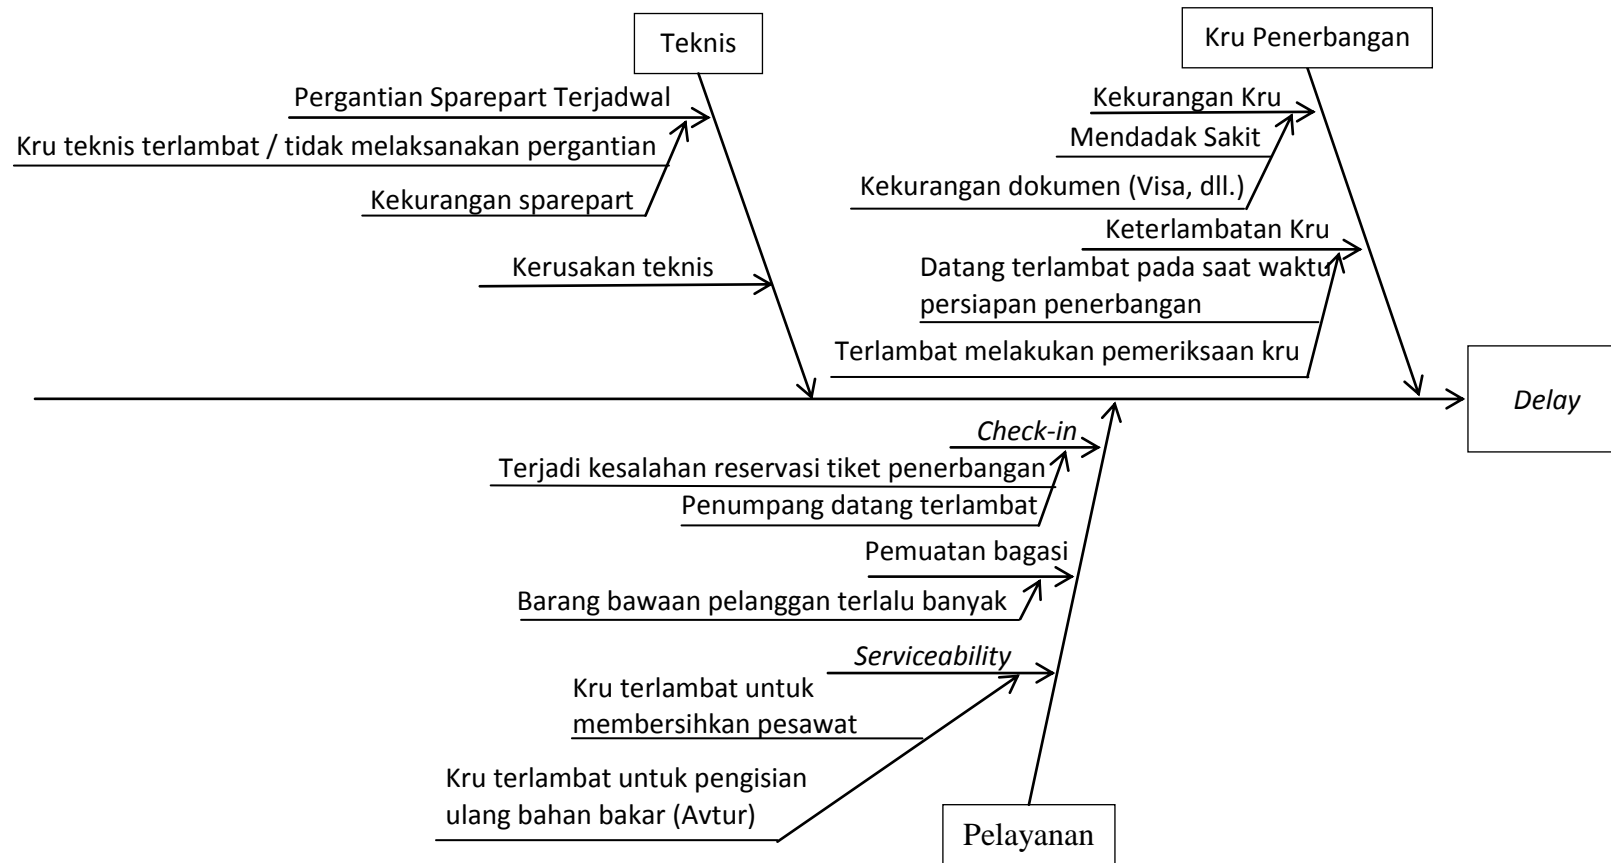 Teknis
Kru Penerbangan
Pergantian Sparepart Terjadwal
Kru teknis terlambat / tidak melaksanakan pergantian
Kekurangan sparepart
Kerusakan teknis
Kekurangan Kru
Mendadak Sakit
Kekurangan dokumen (Visa, dll.)
Keterlambatan Kru
Datang terlambat pada saat waktu
persiapan penerbangan
Terlambat melakukan pemeriksaan kru
Delay
Check-in
Terjadi kesalahan reservasi tiket penerbangan
Penumpang datang terlambat
Pemuatan bagasi
Barang bawaan pelanggan terlalu banyak
Serviceability
Kru terlambat untuk
membersihkan pesawat
Kru terlambat untuk pengisian
ulang bahan bakar (Avtur)
Pelayanan